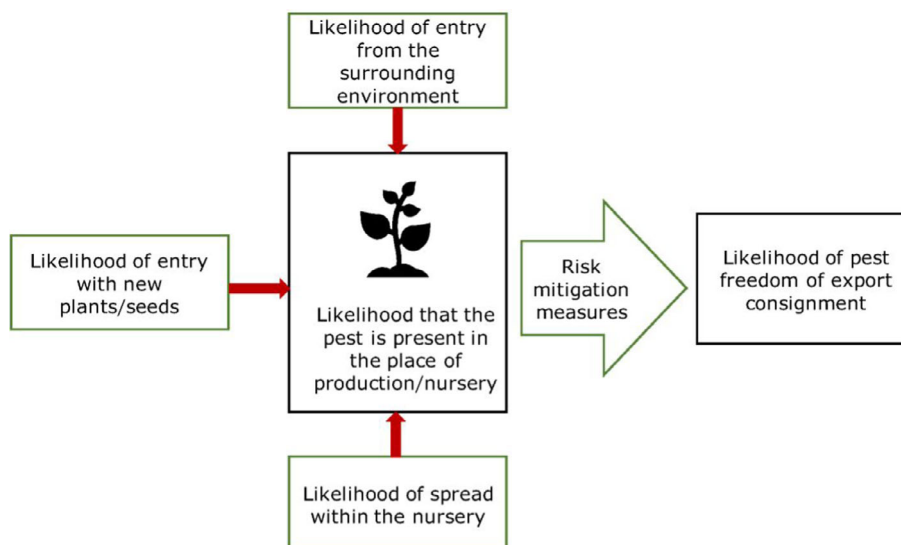 Likelihood of entry
from the
surrounding
environment
Likelihood of entry
with new
plants/seeds
Likelihood that the
pest is present in
the place of
production/nursery
Risk
mitigation
measures
Likelihood of pest
freedom of export
consignment
Likelihood of spread
within the nursery